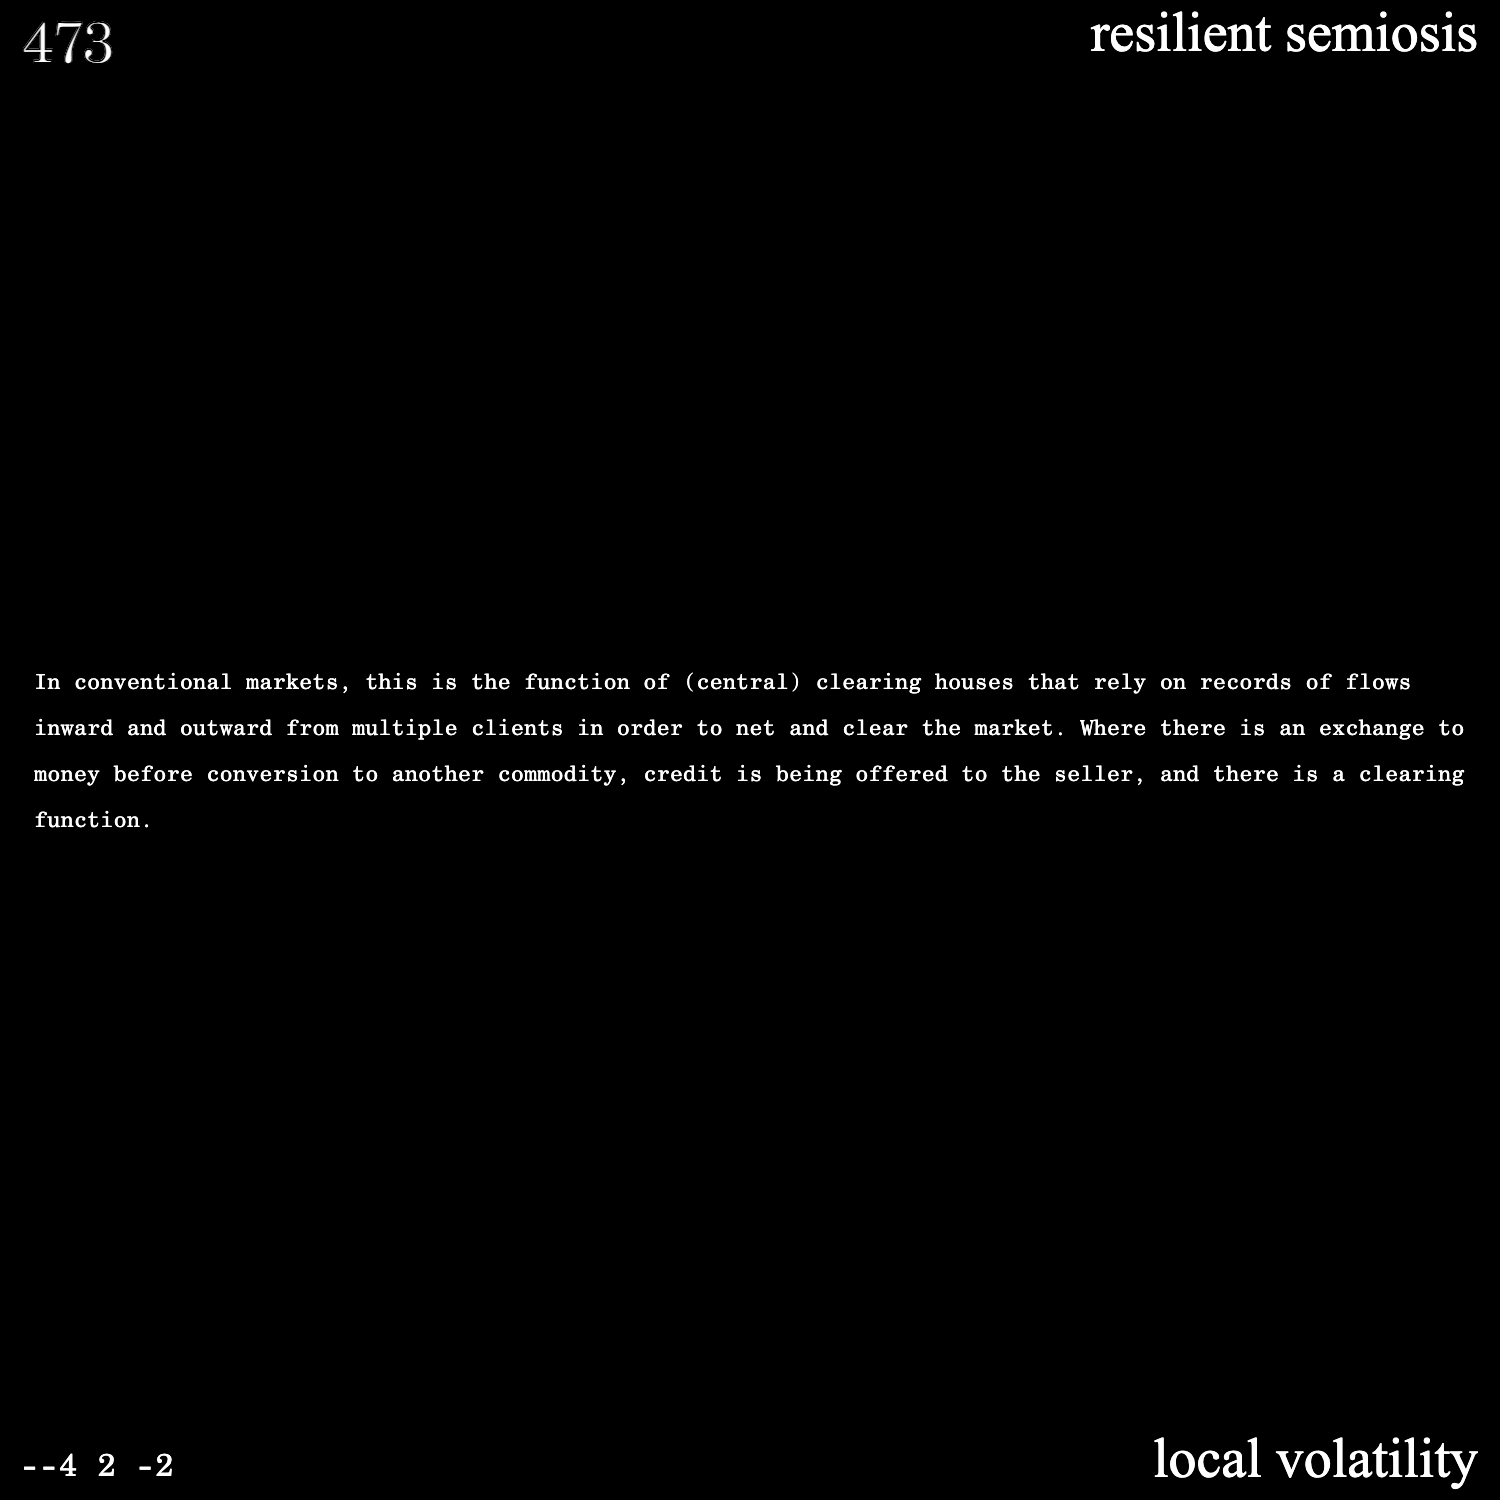 473
resilient semiosis
In conventional markets, this is the function of (central) clearing houses that rely on records of flows
inward and outward from multiple clients in order to net and clear the market. Where there is an exchange to
money before conversion to another commodity, credit is being offered to the seller, and there is a clearing
function.
--4 2 -2
local volatility